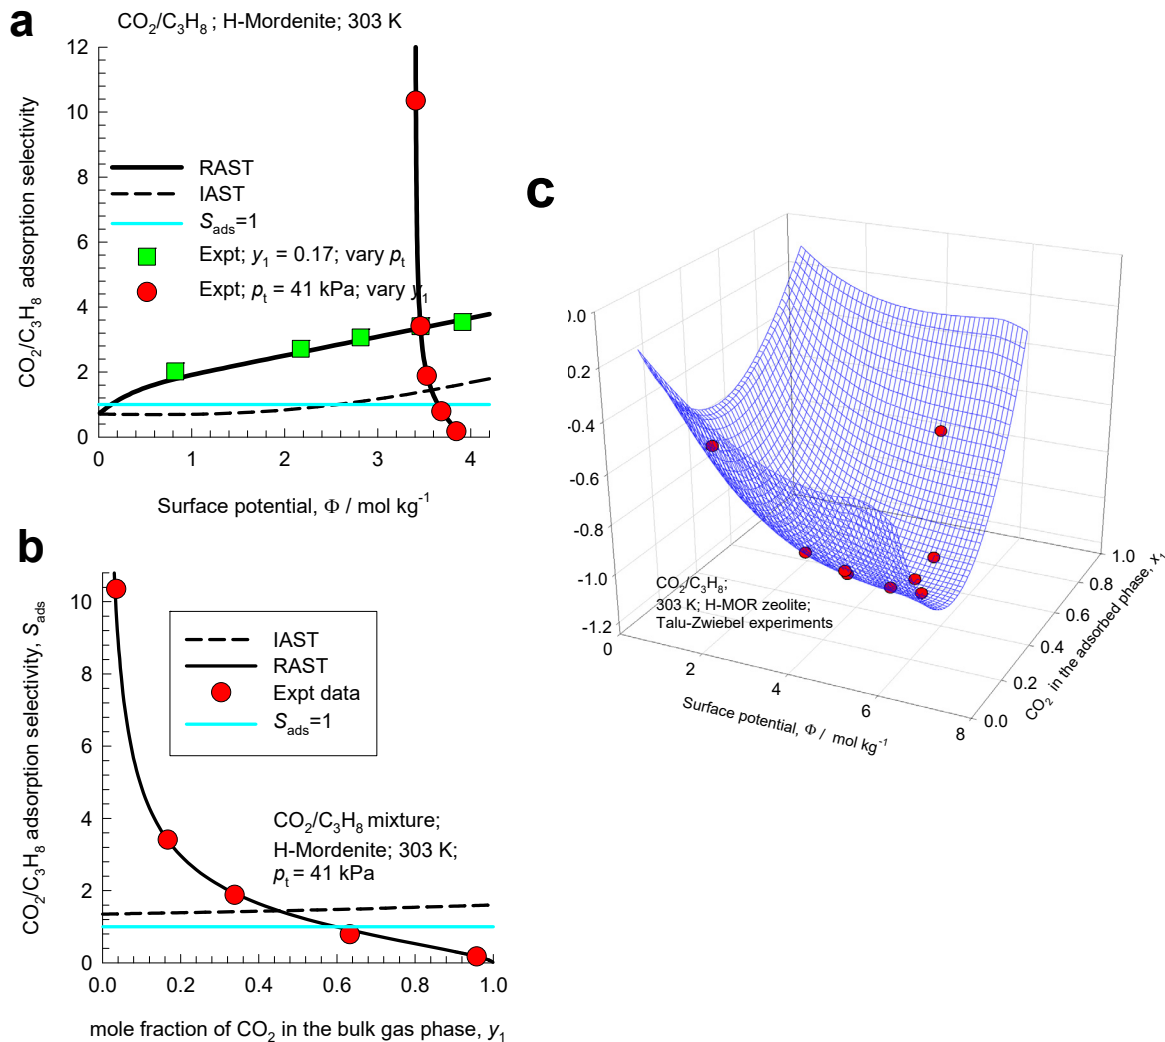 a
CO2/C3H8 ; H-Mordenite; 303 K
12
10
8
6
4
2
0
CO2/C3H8 adsorption selectivity
RAST
IAST
Sads=1
Expt; y1 = 0.17; vary pt
Expt; pt = 41 kPa; vary y1
0 1 2 3 4
Surface potential, Φ / mol kg-1
b
10
8
6
4
2
0
CO2/C3H8 adsorption selectivity, Sads
IAST
RAST
Expt data
Sads=1
CO2/C3H8 mixture;
H-Mordenite; 303 K;
pt = 41 kPa
0.0 0.2 0.4 0.6 0.8 1.0
mole fraction of CO2 in the bulk gas phase, y1
c
0.0
0.2
-0.4
-0.6
-0.8
-1.0
-1.2
CO2/C3H8;
303 K; H-MOR zeolite;
Talu-Zwiebel experiments
0 2 4 6 8
Surface potential, Φ / mol kg-1
0.0 0.2 0.4 0.6 0.8 1.0
CO2 in the adsorbed phase, x1